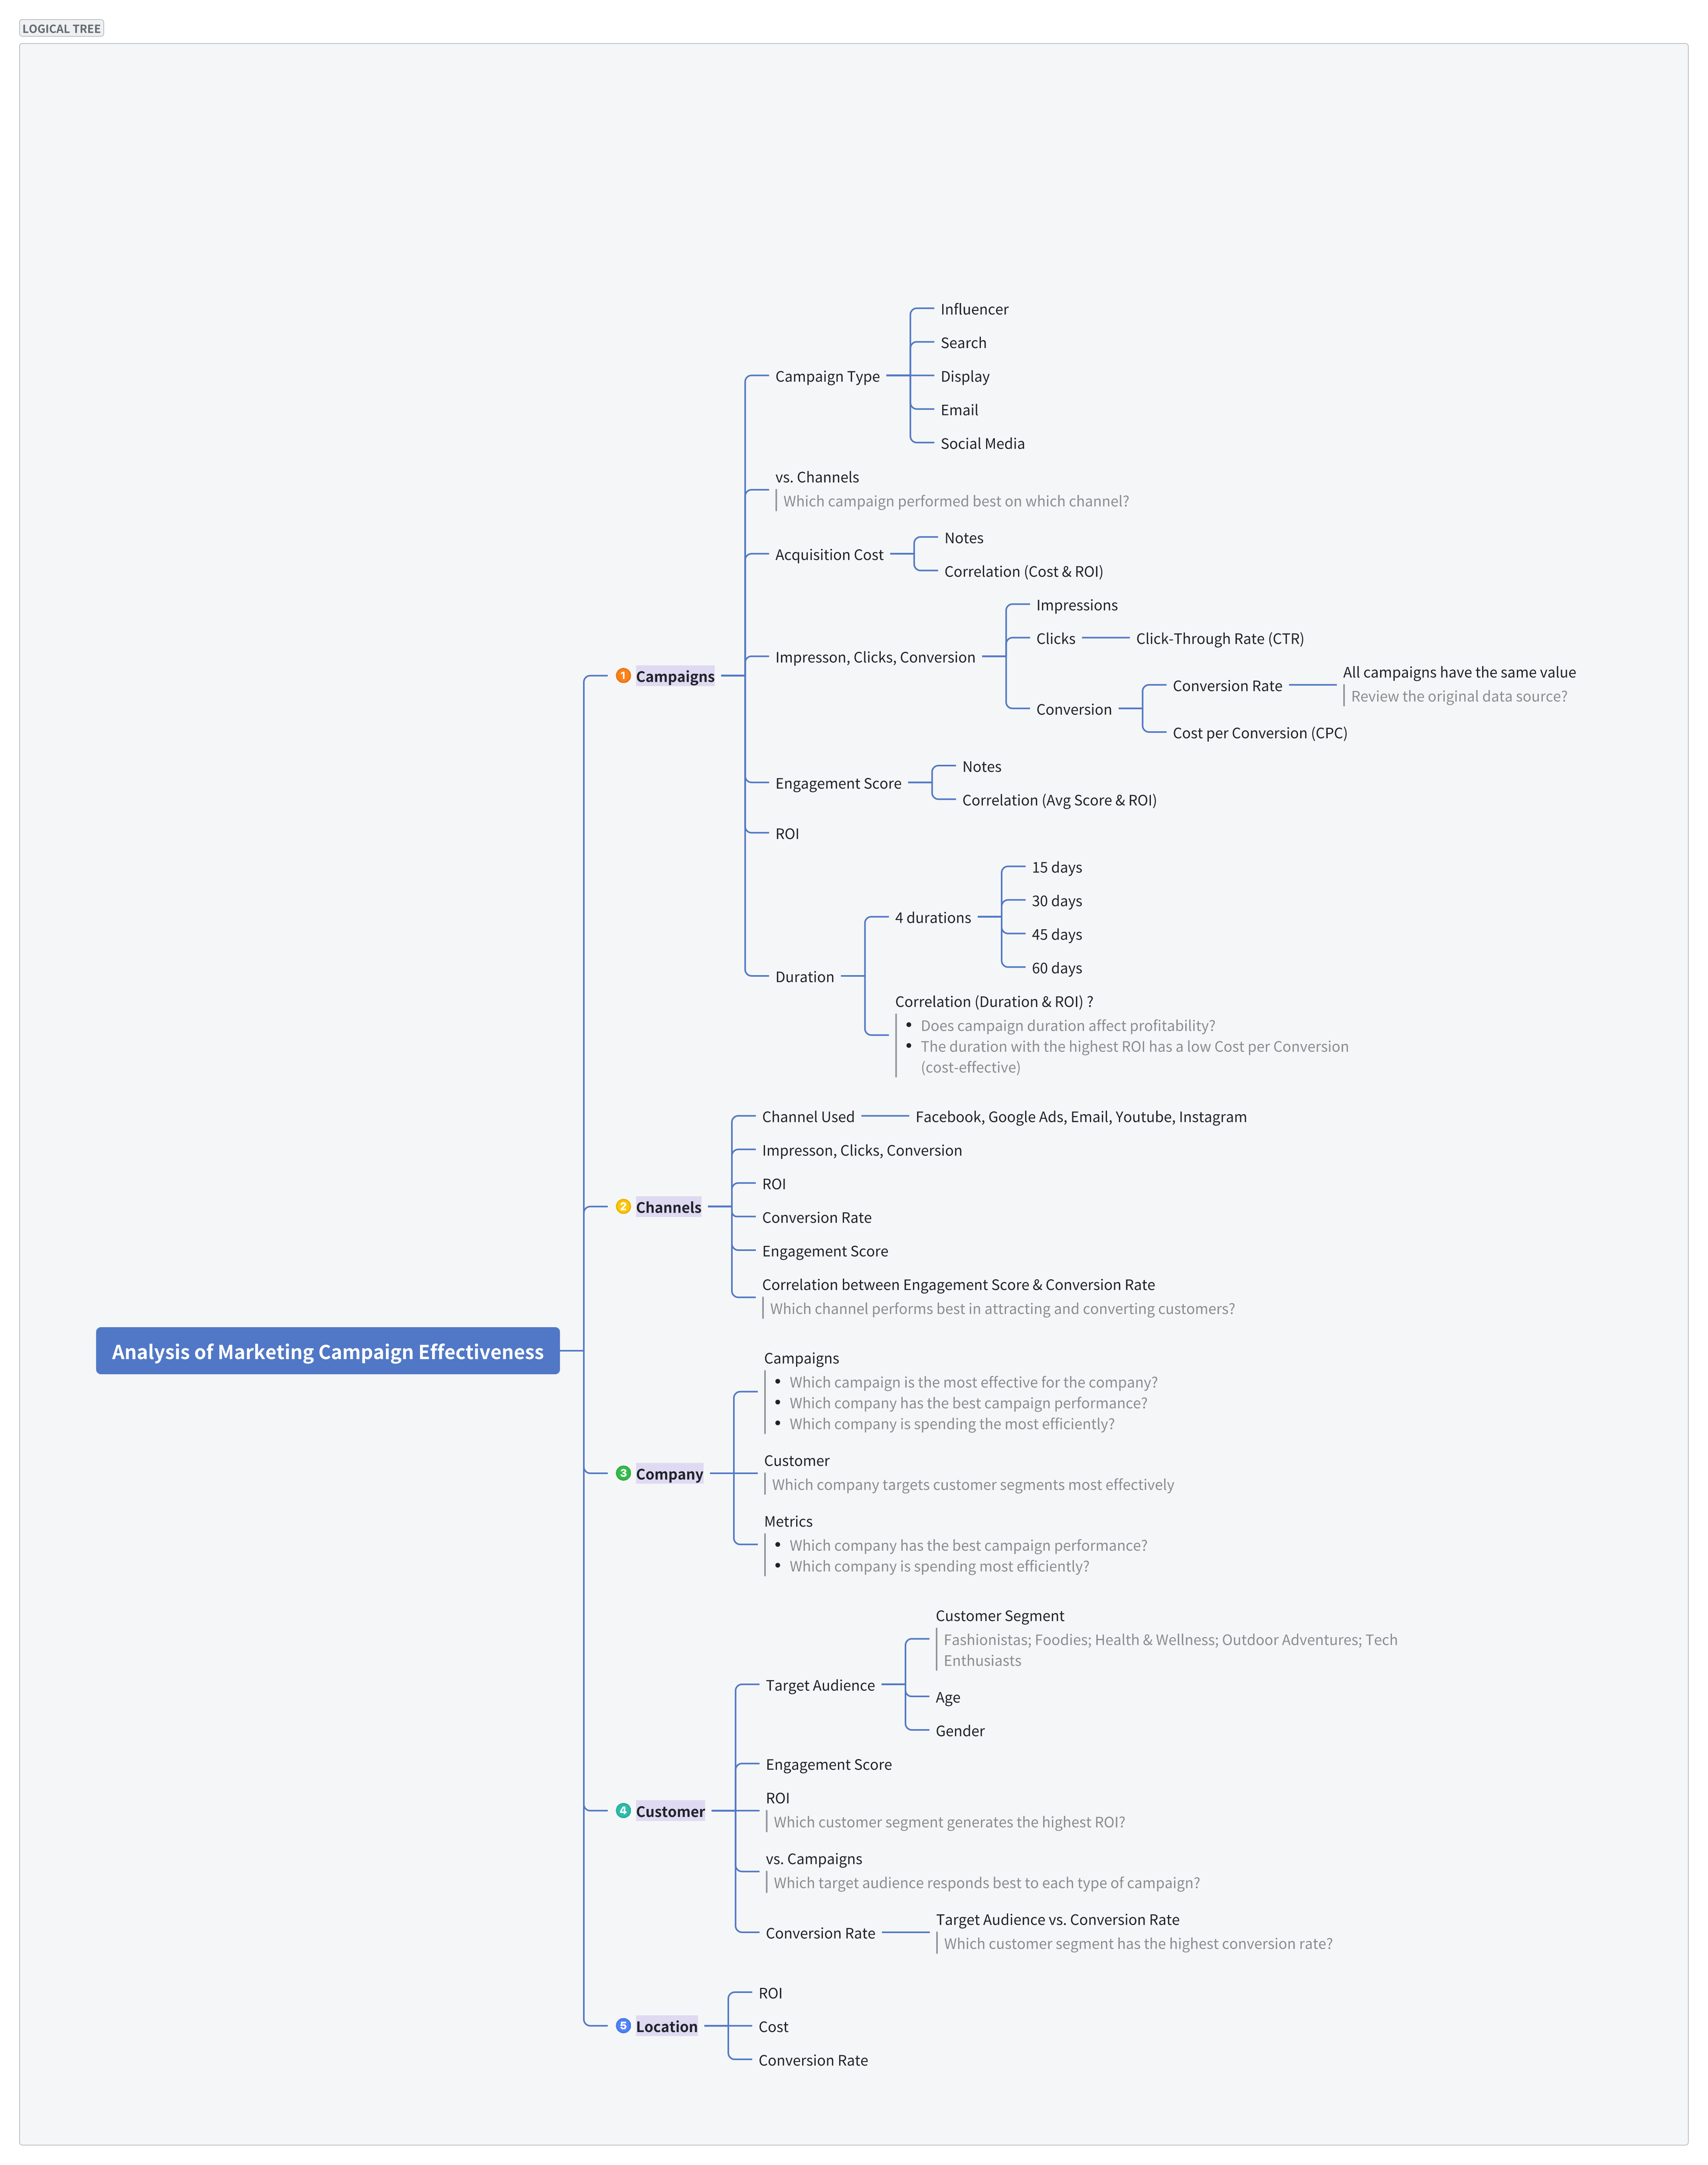 LOGICAL TREE
Analysis of Marketing Campaign Effectiveness
1 Campaigns
Campaign Type
Influencer
Search
Display
Email
Social Media
vs. Channels
Which campaign performed best on which channel?
Acquisition Cost
Notes
Correlation (Cost & ROI)
Impresson, Clicks, Conversion
Impressions
Clicks
Click-Through Rate (CTR)
Conversion
Conversion Rate
All campaigns have the same value
Review the original data source?
Cost per Conversion (CPC)
Engagement Score
Notes
Correlation (Avg Score & ROI)
ROI
Duration
4 durations
15 days
30 days
45 days
60 days
Correlation (Duration & ROI) ?
• Does campaign duration affect profitability?
• The duration with the highest ROI has a low Cost per Conversion
(cost-effective)
2 Channels
Channel Used
Facebook, Google Ads, Email, Youtube, Instagram
Impresson, Clicks, Conversion
ROI
Conversion Rate
Engagement Score
Correlation between Engagement Score & Conversion Rate
Which channel performs best in attracting and converting customers?
3 Company
Campaigns
• Which campaign is the most effective for the company?
• Which company has the best campaign performance?
• Which company is spending the most efficiently?
Customer
Which company targets customer segments most effectively
Metrics
• Which company has the best campaign performance?
• Which company is spending most efficiently?
4 Customer
Target Audience
Customer Segment
Fashionistas; Foodies; Health & Wellness; Outdoor Adventures; Tech
Enthusiasts
Age
Gender
Engagement Score
ROI
Which customer segment generates the highest ROI?
vs. Campaigns
Which target audience responds best to each type of campaign?
Conversion Rate
Target Audience vs. Conversion Rate
Which customer segment has the highest conversion rate?
5 Location
ROI
Cost
Conversion Rate